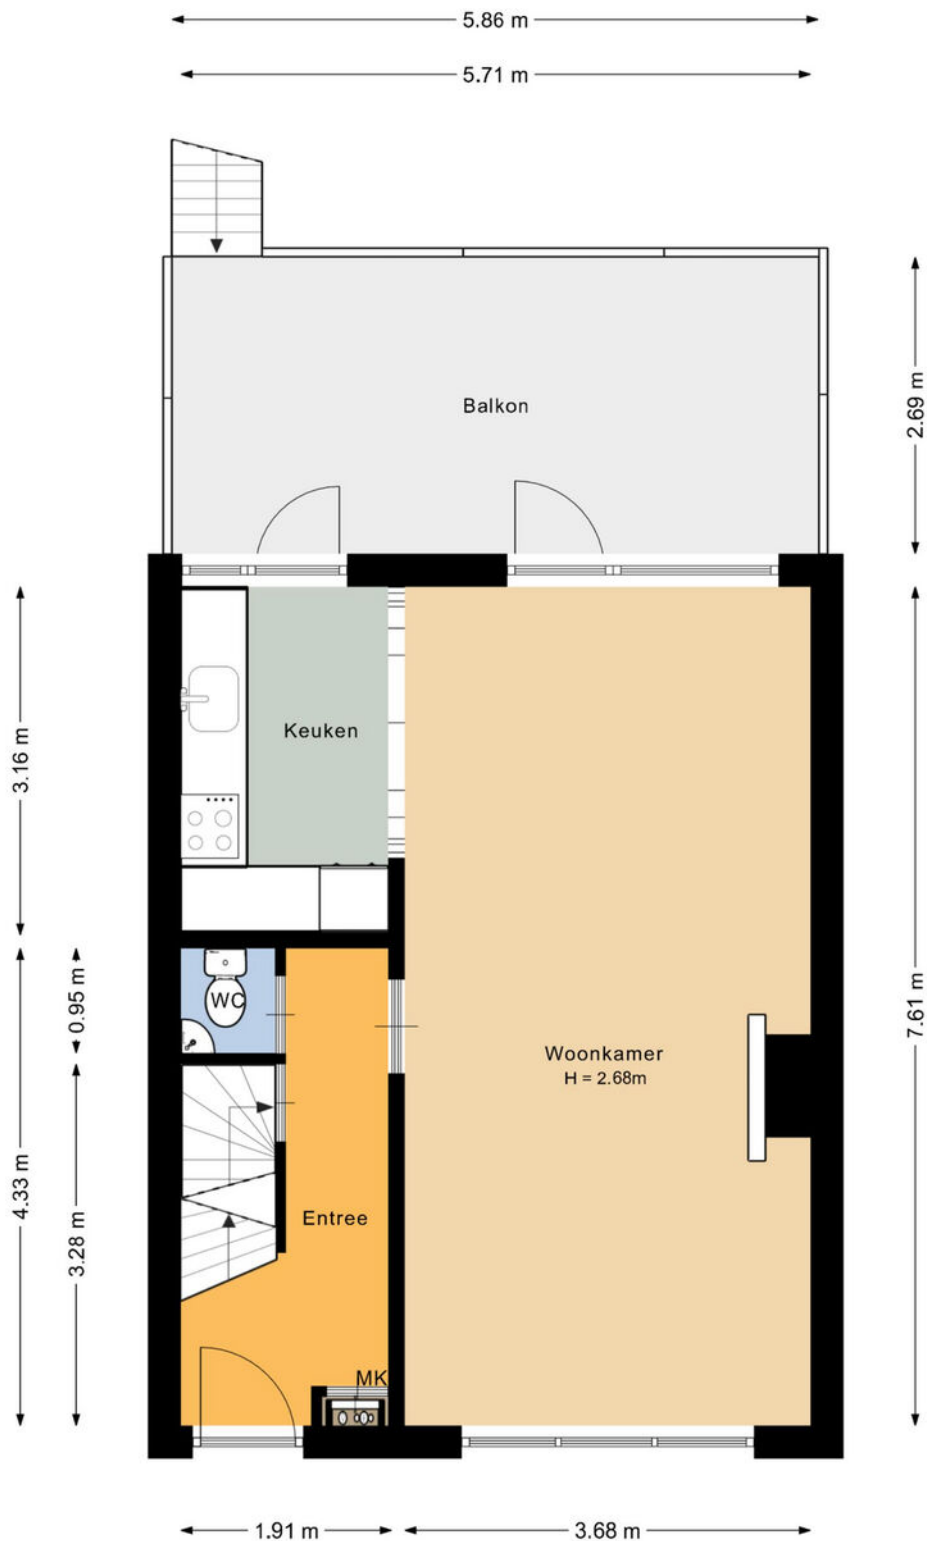 5.86 m
5.71 m
Balkon
2.69 m
Keuken
3.16 m
WC
0.95 m
7.61 m
Woonkamer
H = 2.68m
4.33 m
3.28 m
Entree
MK
1.91 m
3.68 m